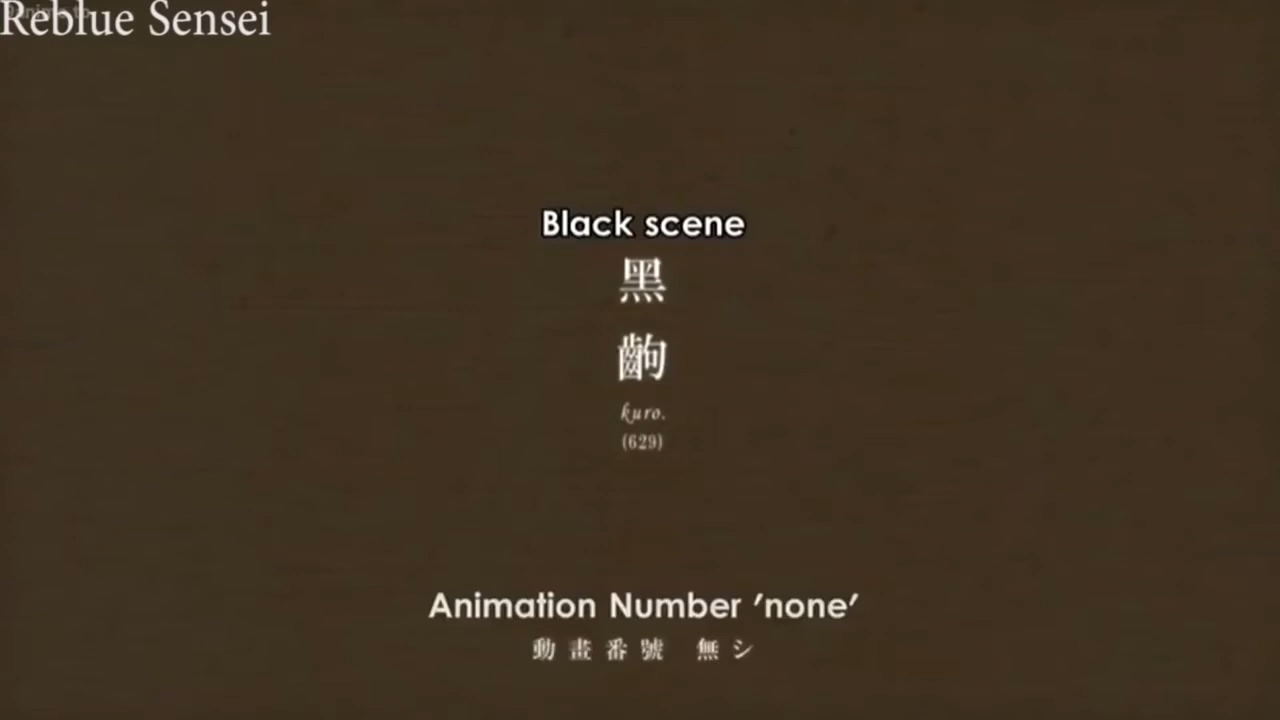 Reblue Sensei
Black scene
黑
齣
kuro.
(629)
Animation Number 'none'
動畫番號 無シ